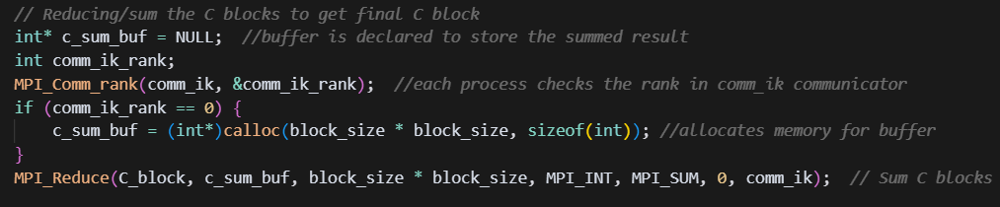 // Reducing/sum the C blocks to get final C block
int* c_sum_buf = NULL;  //buffer is declared to store the summed result
int comm_ik_rank;
MPI_Comm_rank(comm_ik, &comm_ik_rank);  //each process checks the rank in comm_ik communicator
if (comm_ik_rank == 0) {
    c_sum_buf = (int*)calloc(block_size * block_size, sizeof(int)); //allocates memory for buffer
}
MPI_Reduce(C_block, c_sum_buf, block_size * block_size, MPI_INT, MPI_SUM, 0, comm_ik);  // Sum C blocks